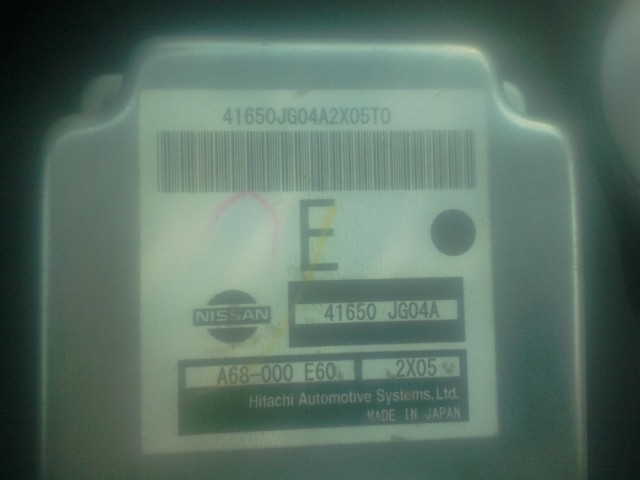 41650JG04A2X05T0
E
NISSAN
41650 JG04A
A68-000 E60 2X05
Hitachi Automotive Systems, Ltd.
MADE IN JAPAN